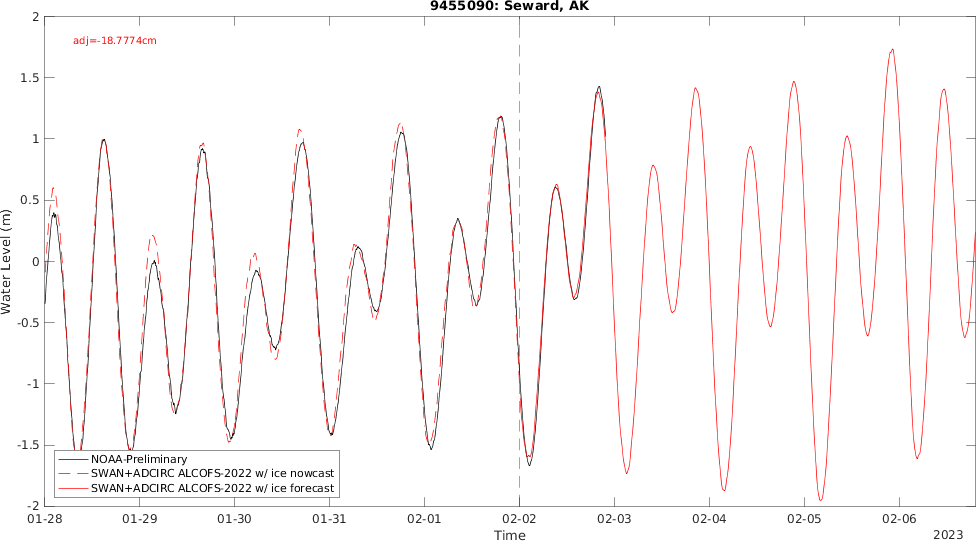 9455090: Seward, AK
adj=-18.7774cm
2
1.5
1
0.5
0
-0.5
-1
-1.5
-2
Water Level (m)
NOAA-Preliminary
SWAN+ADCIRC ALCOFS-2022 w/ ice nowcast
SWAN+ADCIRC ALCOFS-2022 w/ ice forecast
01-28 01-29 01-30 01-31 02-01 02-02 02-03 02-04 02-05 02-06
Time
2023